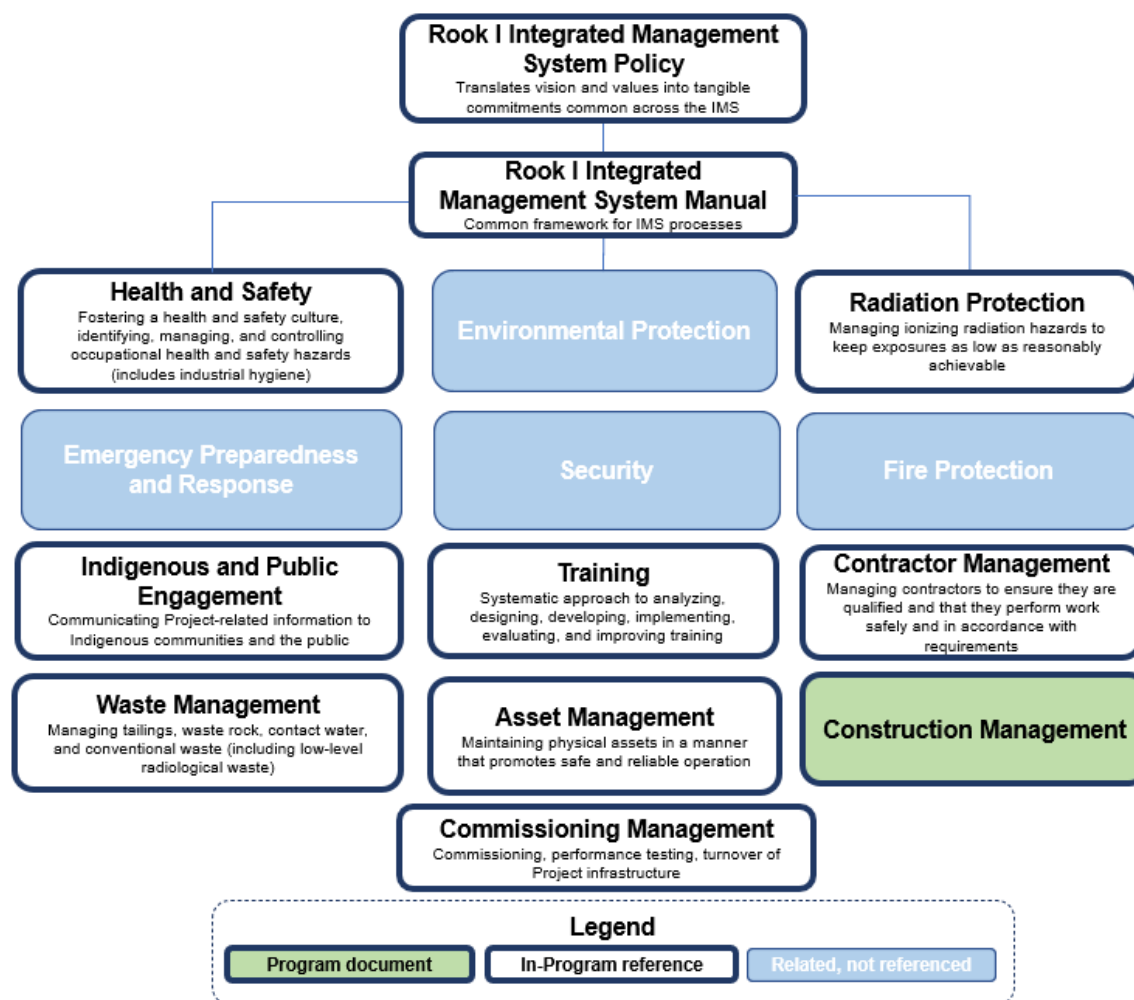 Rook I Integrated Management
System Policy
Translates vision and values into tangible
commitments common across the IMS
Rook I Integrated
Management System Manual
Common framework for IMS processes
Health and Safety
Fostering a health and safety culture,
identifying, managing, and controlling
occupational health and safety hazards
(includes industrial hygiene)
Environmental Protection
Radiation Protection
Managing ionizing radiation hazards to
keep exposures as low as reasonably
achievable
Emergency Preparedness
and Response
Security
Fire Protection
Indigenous and Public
Engagement
Communicating Project-related information to
Indigenous communities and the public
Training
Systematic approach to analyzing,
designing, developing, implementing,
evaluating, and improving training
Contractor Management
Managing contractors to ensure they are
qualified and that they perform work
safely and in accordance with
requirements
Waste Management
Managing tailings, waste rock, contact water,
and conventional waste (including low-level
radiological waste)
Asset Management
Maintaining physical assets in a manner
that promotes safe and reliable operation
Construction Management
Commissioning Management
Commissioning, performance testing, turnover of
Project infrastructure
Legend
Program document
In-Program reference
Related, not referenced